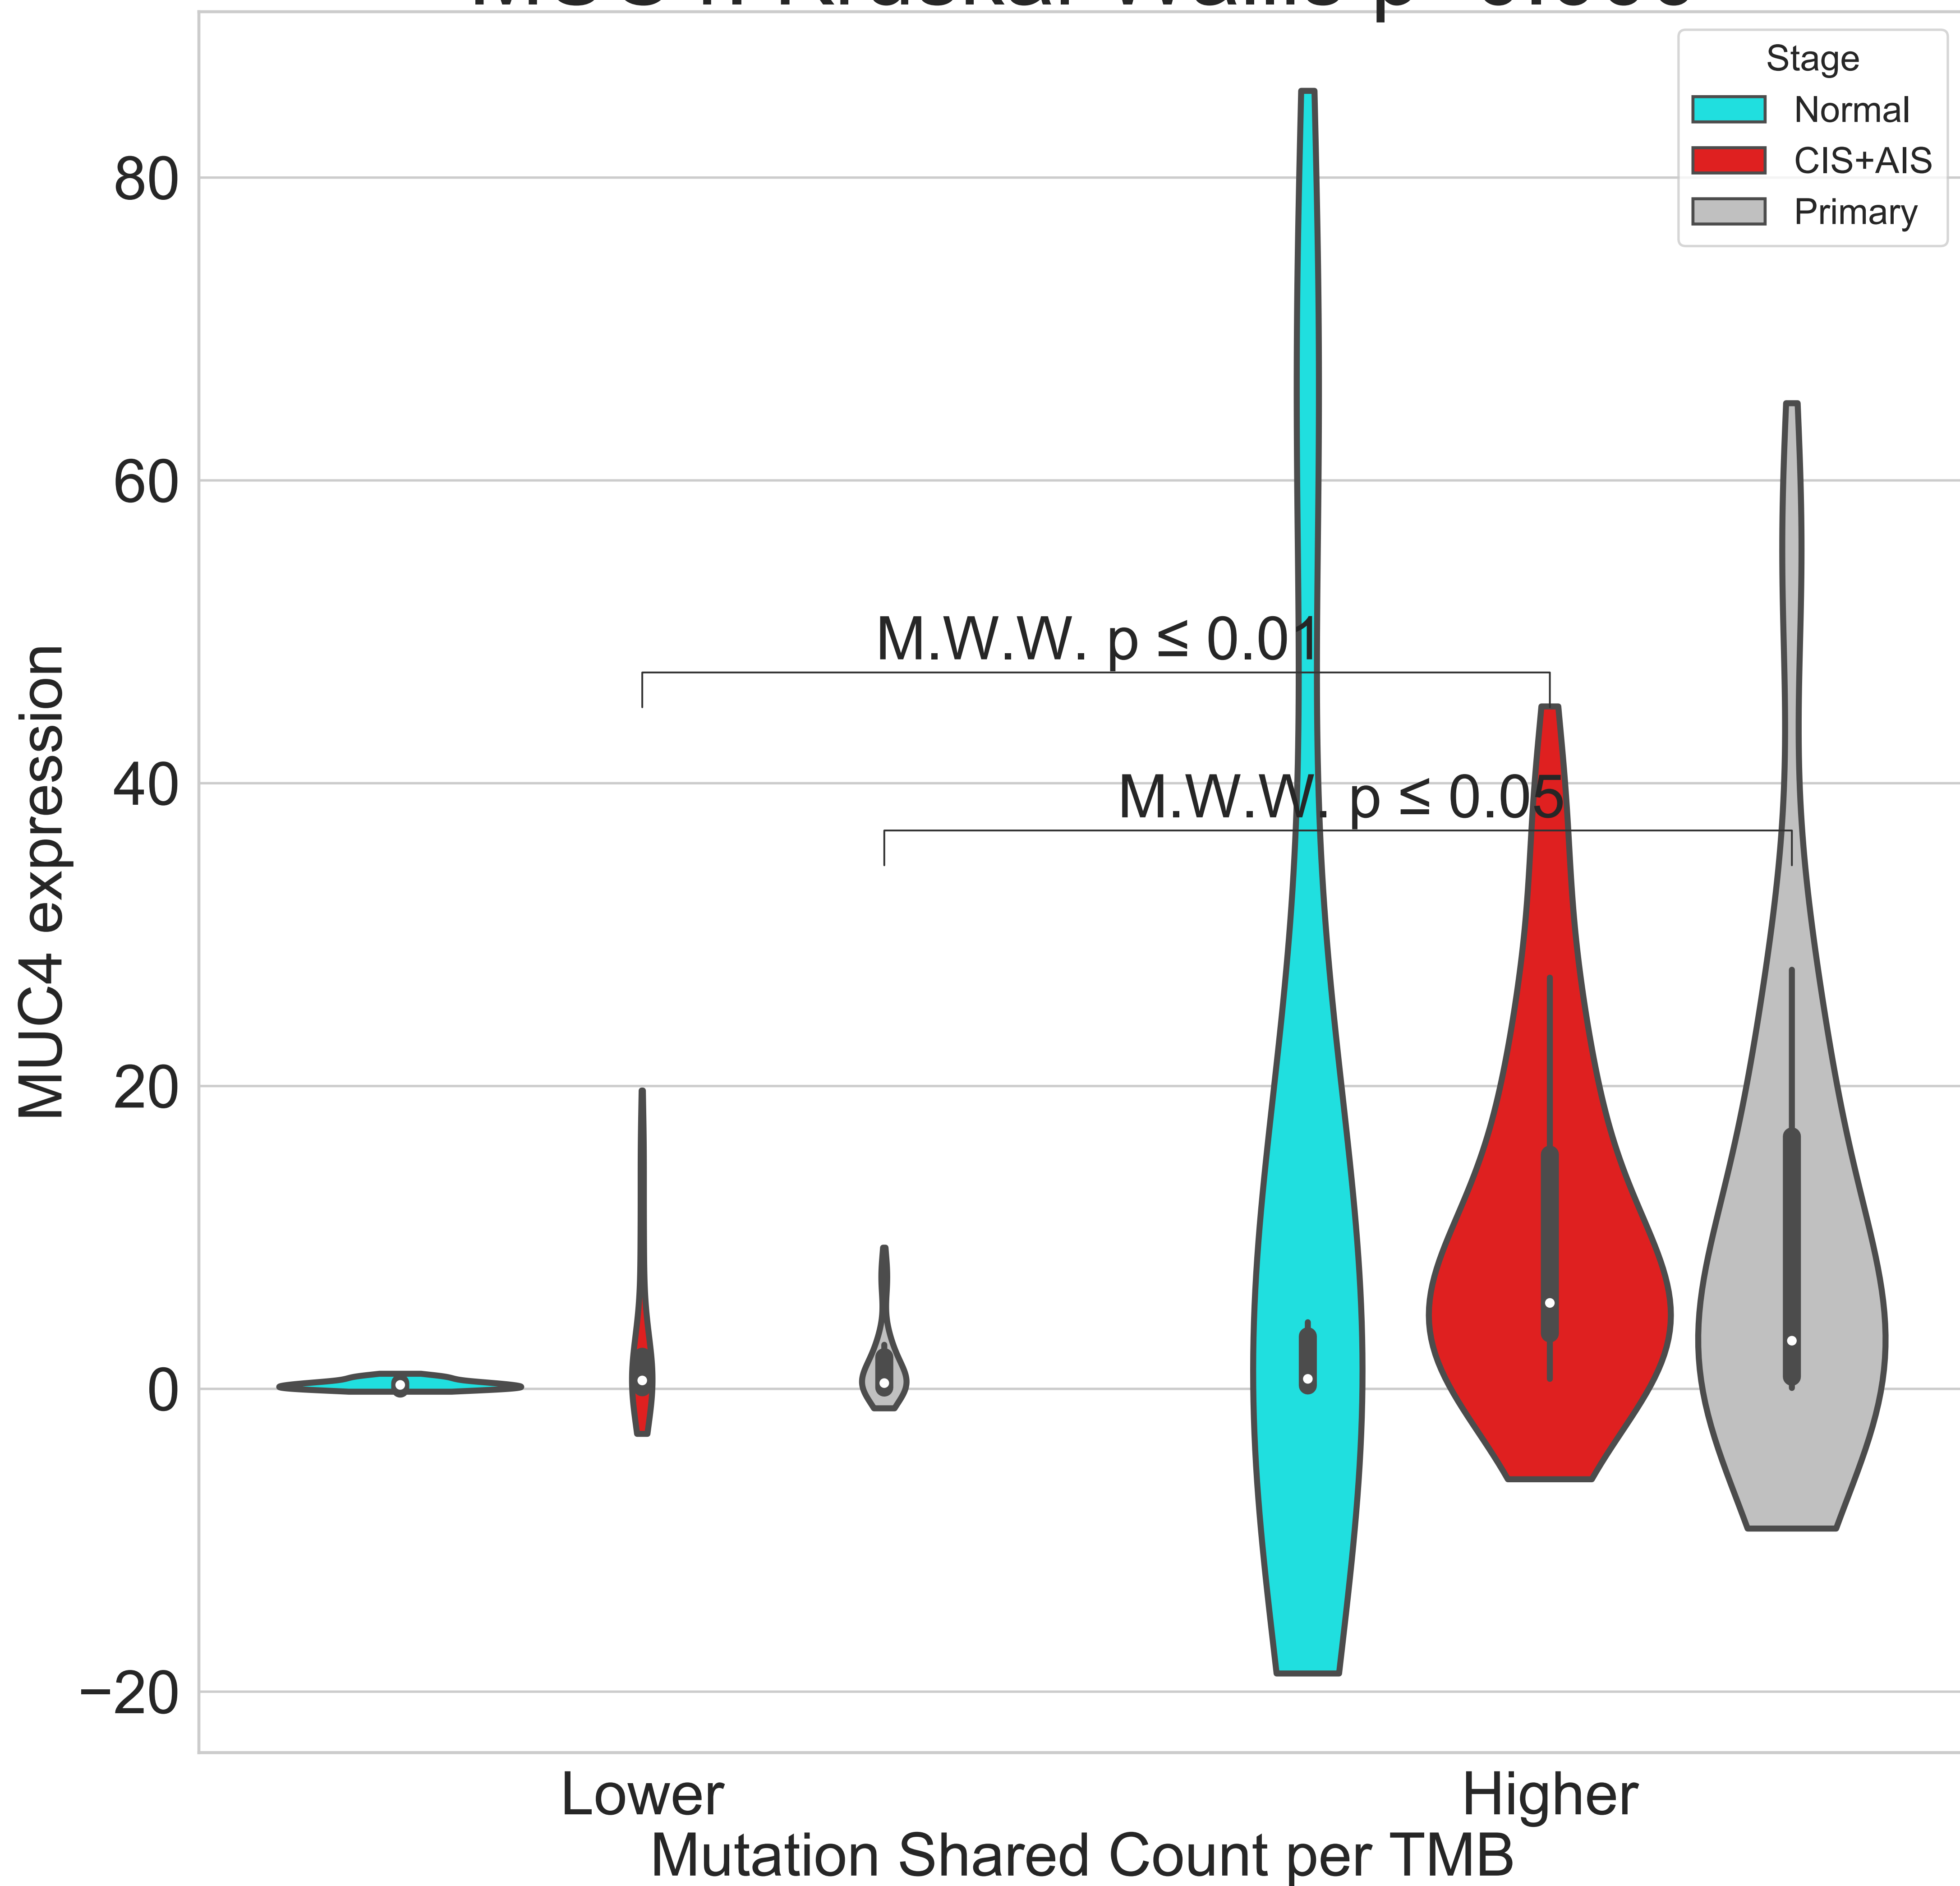 Stage
Normal
CIS+AIS
Primary
80
60
40
20
0
−20
MUC4 expression
M.W.W. p ≤ 0.01
M.W.W. p ≤ 0.05
Lower
Higher
Mutation Shared Count per TMB